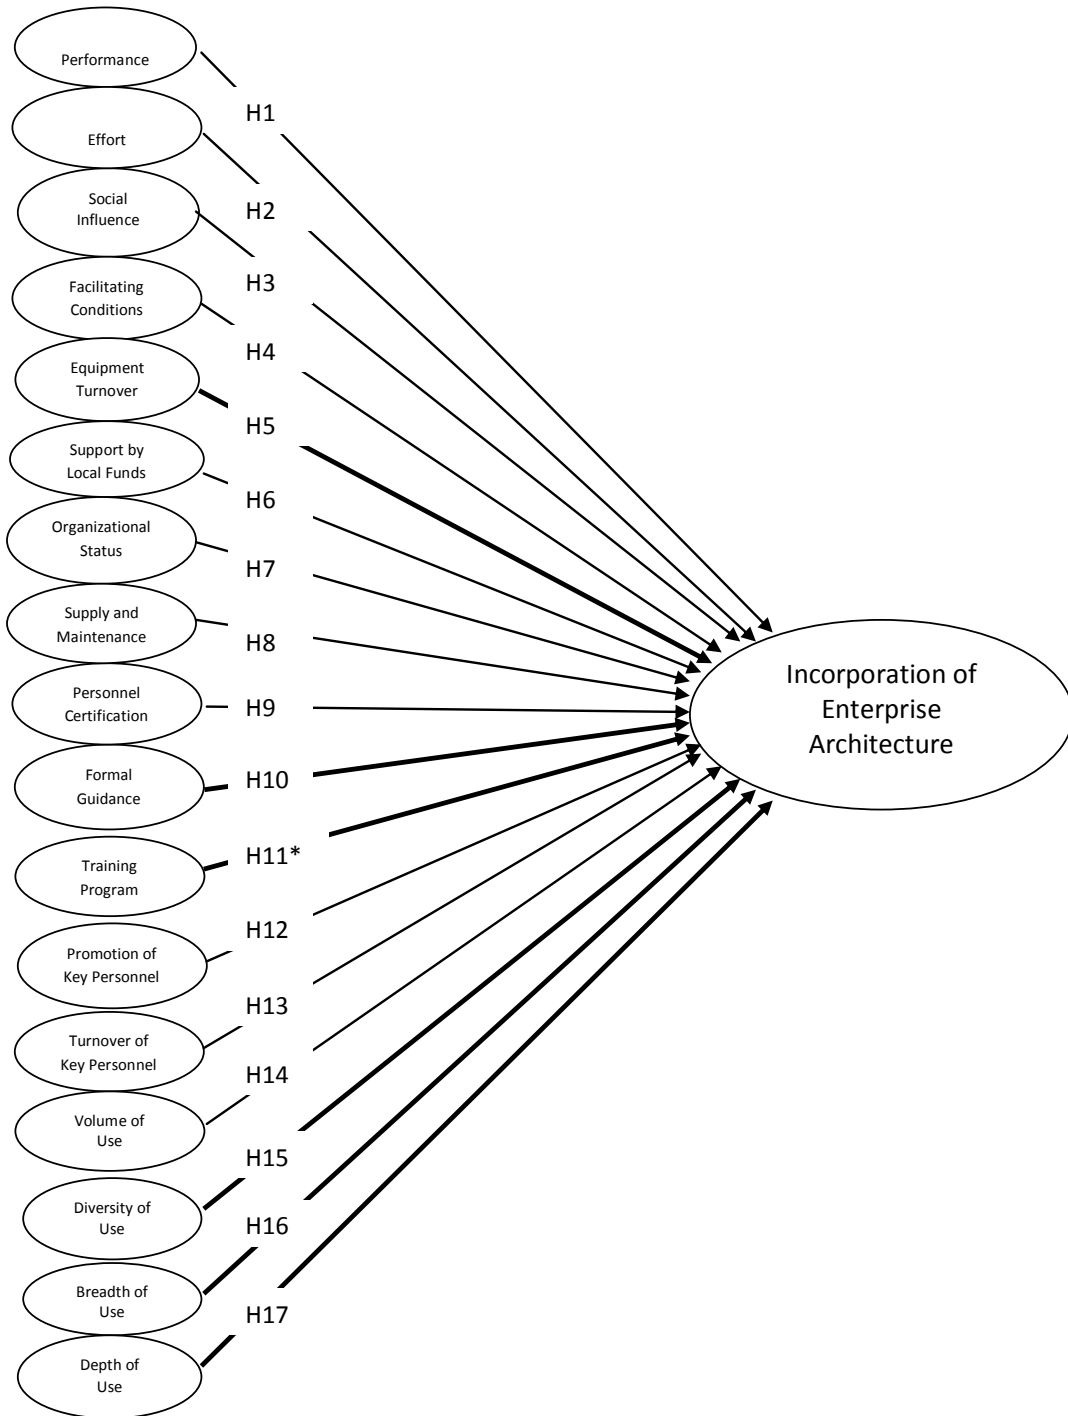 Performance
H1
Effort
H2
Social
Influence
H3
Facilitating
Conditions
H4
Equipment
Turnover
H5
Support by
Local Funds
H6
Organizational
Status
H7
Supply and
Maintenance
H8
Personnel
Certification
H9
Formal
Guidance
H10
Training
Program
H11*
Promotion of
Key Personnel
H12
Turnover of
Key Personnel
H13
Volume of
Use
H14
Diversity of
Use
H15
Breadth of
Use
H16
Depth of
Use
H17
Incorporation of
Enterprise
Architecture